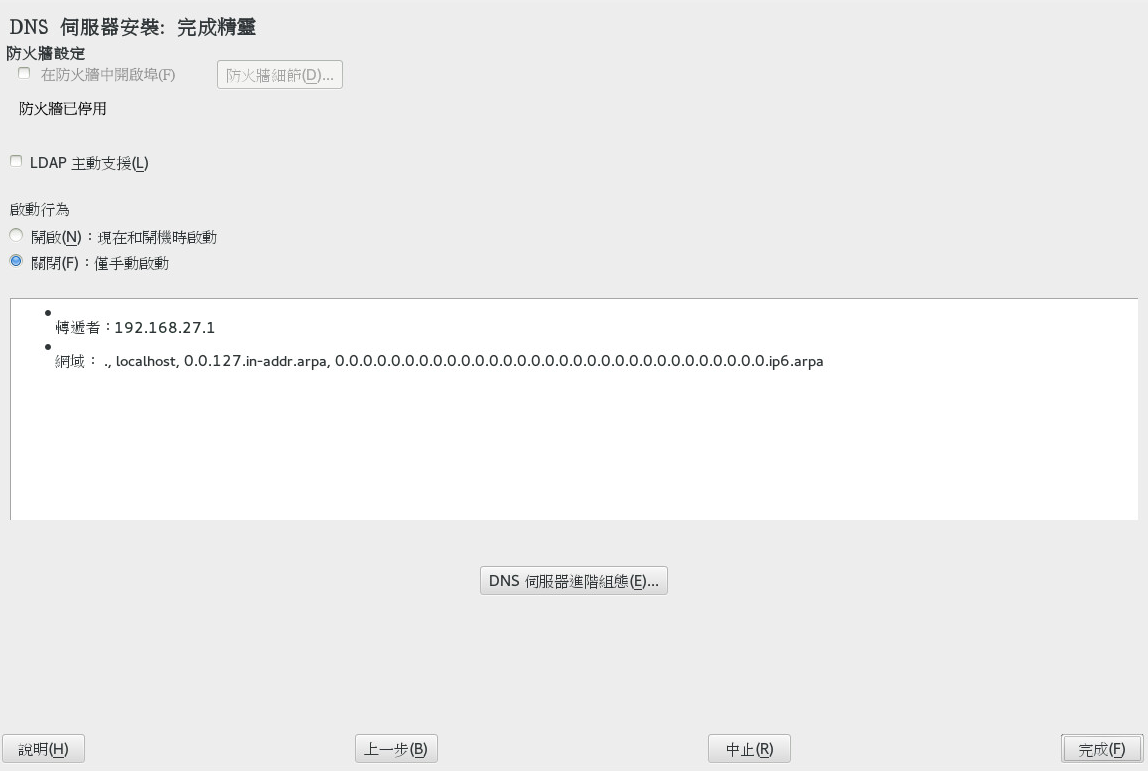 DNS 伺服器安裝: 完成精靈
防火牆設定
在防火牆中開啟埠(F) 防火牆細節(D)...
防火牆已停用
LDAP 主動支援(L)
啟動行為
開啟(N)：現在和開機時啟動
關閉(F)：僅手動啟動
• 轉遞者：192.168.27.1
• 網域： ., localhost, 0.0.127.in-addr.arpa, 0.0.0.0.0.0.0.0.0.0.0.0.0.0.0.0.0.0.0.0.0.0.0.0.0.0.0.0.0.0.0.ip6.arpa
DNS 伺服器進階組態(E)...
說明(H) 上一步(B) 中止(R) 完成(F)